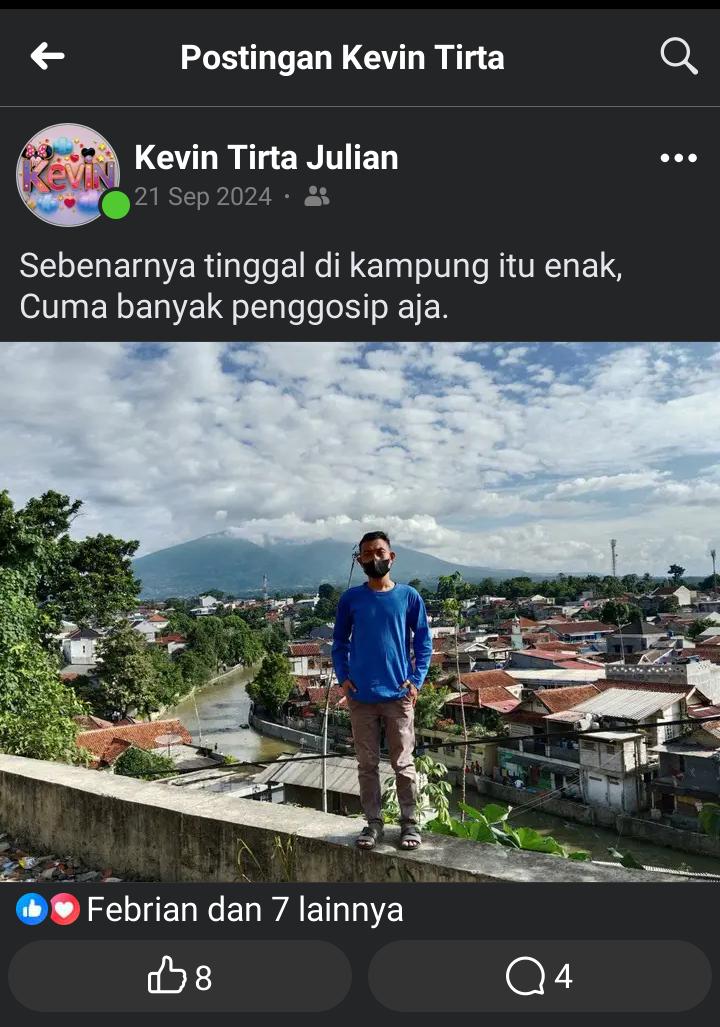 Postingan Kevin Tirta
Kevin
Kevin Tirta Julian
21 Sep 2024 ·
Sebenarnya tinggal di kampung itu enak,
Cuma banyak penggosip aja.
Febrian dan 7 lainnya
8
4